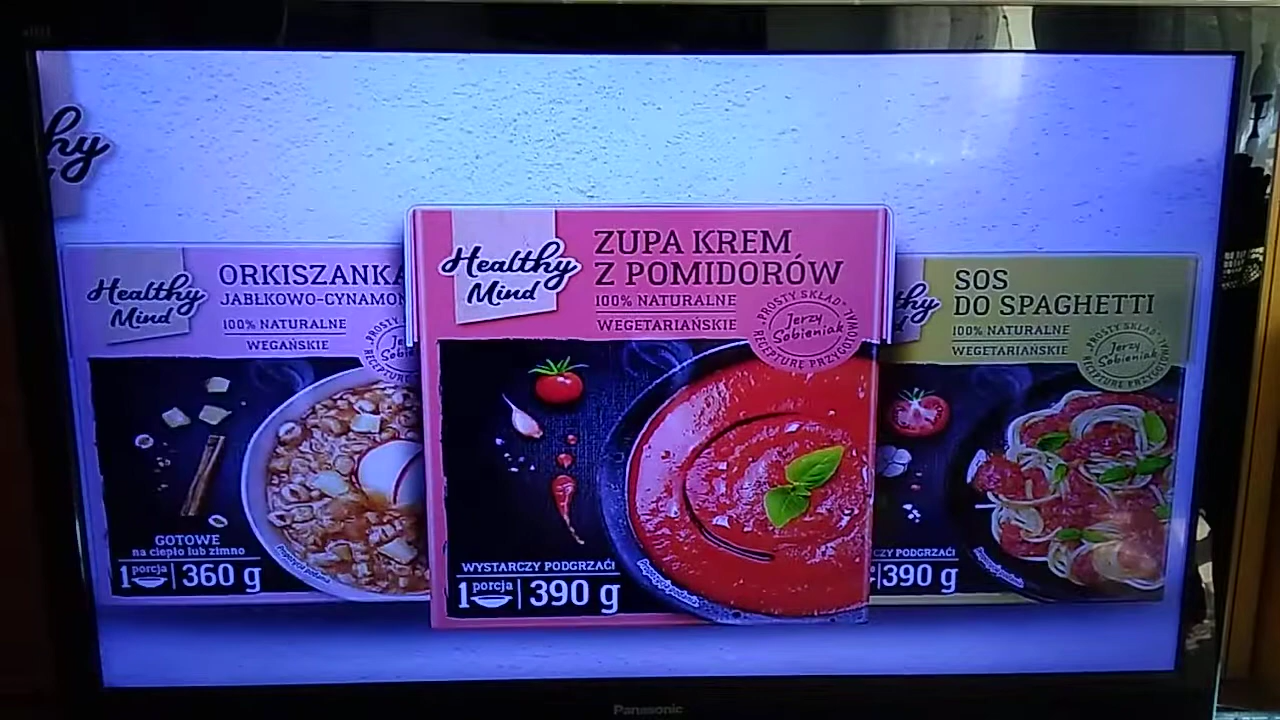 hy
Healthy
Mind
ORKISZANKA
JABŁKOWO-CYNAMON
100% NATURALNE
WEGAŃSKIE
GOTOWE
na ciepło lub zimno
1 porcja 360 g
Healthy
Mind
ZUPA KREM
Z POMIDORÓW
100% NATURALNE
WEGETARIAŃSKIE
PROSTY SKŁAD
Jerzy
Sobieniak
RECEPTURĘ PRZYGOTOWAŁ
WYSTARCZY PODGRZAĆ!
1 porcja 390 g
SOS
DO SPAGHETTI
100% NATURALNE
WEGETARIAŃSKIE
PROSTY SKŁAD
Jerzy
Sobieniak
RECEPTURĘ PRZYGOTOWAŁ
CZY PODGRZAĆ!
390 g
Panasonic